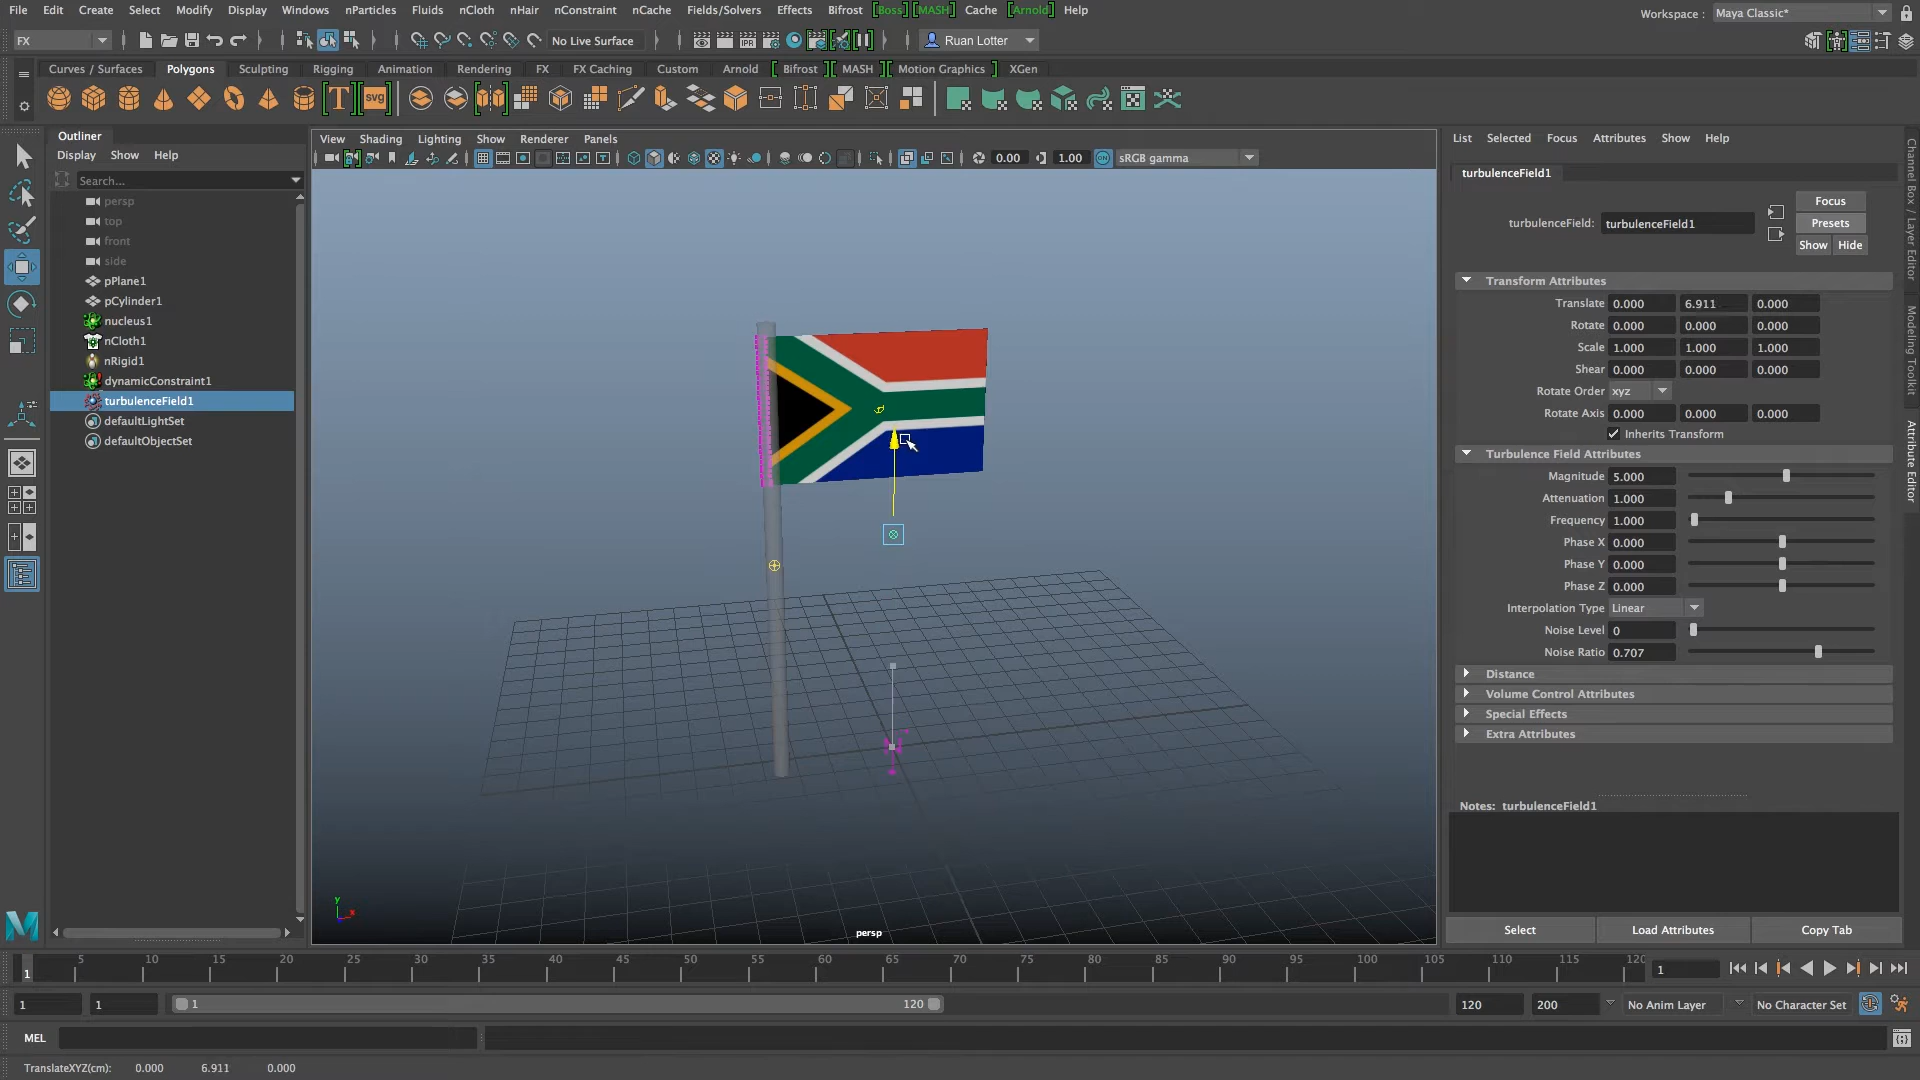 File Edit Create Select Modify Display Windows nParticles Fluids nCloth nHair nConstraint nCache Fields/Solvers Effects Bifrost [Boss] [MASH] Cache [Arnold] Help
Workspace : Maya Classic*
FX No Live Surface Ruan Lotter
Curves / Surfaces Polygons Sculpting Rigging Animation Rendering FX FX Caching Custom Arnold [ Bifrost ] [ MASH ] [ Motion Graphics ] XGen
T svg
Outliner
Display Show Help
Search...
persp
top
front
side
pPlane1
pCylinder1
nucleus1
nCloth1
nRigid1
dynamicConstraint1
turbulenceField1
defaultLightSet
defaultObjectSet
View Shading Lighting Show Renderer Panels
0.00 1.00 ON sRGB gamma
y
x
persp
List Selected Focus Attributes Show Help
turbulenceField1
turbulenceField: turbulenceField1
Focus
Presets
Show Hide
Transform Attributes
Translate 0.000 6.911 0.000
Rotate 0.000 0.000 0.000
Scale 1.000 1.000 1.000
Shear 0.000 0.000 0.000
Rotate Order xyz
Rotate Axis 0.000 0.000 0.000
Inherits Transform
Turbulence Field Attributes
Magnitude 5.000
Attenuation 1.000
Frequency 1.000
Phase X 0.000
Phase Y 0.000
Phase Z 0.000
Interpolation Type Linear
Noise Level 0
Noise Ratio 0.707
Distance
Volume Control Attributes
Special Effects
Extra Attributes
Notes: turbulenceField1
Select Load Attributes Copy Tab
Channel Box / Layer Editor
Modeling Toolkit
Attribute Editor
M
1 5 10 15 20 25 30 35 40 45 50 55 60 65 70 75 80 85 90 95 100 105 110 115 120 1
1 1 1 120 120 200 No Anim Layer No Character Set
MEL
TranslateXYZ(cm): 0.000 6.911 0.000